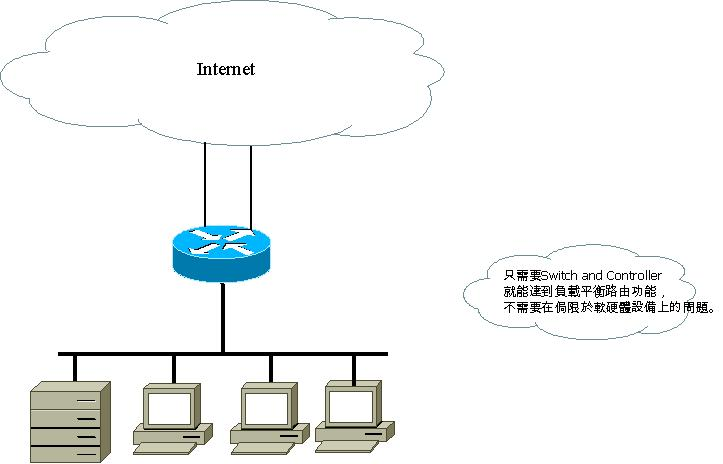 Internet
只需要Switch and Controller
就能達到負載平衡路由功能，
不需要在侷限於軟硬體設備上的問題。